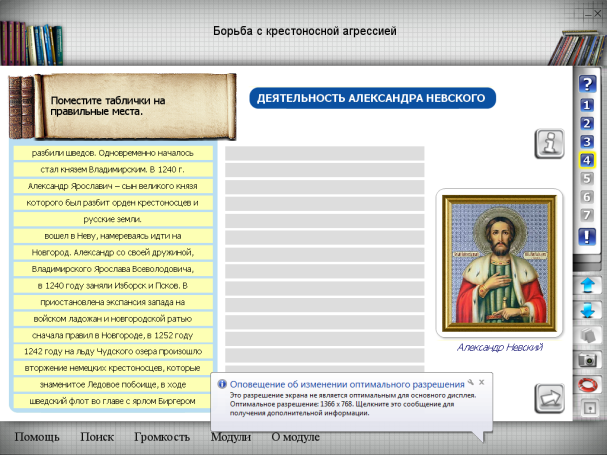 Борьба с крестоносной агрессией
Поместите таблички на
правильные места.
ДЕЯТЕЛЬНОСТЬ АЛЕКСАНДРА НЕВСКОГО
разбили шведов. Одновременно началось
стал князем Владимирским. В 1240 г.
Александр Ярославич – сын великого князя
которого был разбит орден крестоносцев и
русские земли.
вошел в Неву, намереваясь идти на
Новгород. Александр со своей дружиной,
Владимирского Ярослава Всеволодовича,
в 1240 году заняли Изборск и Псков. В
приостановлена экспансия запада на
войском ладожан и новгородской ратью
сначала правил в Новгороде, в 1252 году
1242 году на льду Чудского озера произошло
вторжение немецких крестоносцев, которые
знаменитое Ледовое побоище, в ходе
шведский флот во главе с ярлом Биргером
Александр Невский
?
1
2
3
4
5
6
7
!
Оповещение об изменении оптимального разрешения
Это разрешение экрана не является оптимальным для основного дисплея.
Оптимальное разрешение: 1366 x 768. Щелкните это сообщение для
получения дополнительной информации.
Помощь Поиск Громкость Модули О модуле